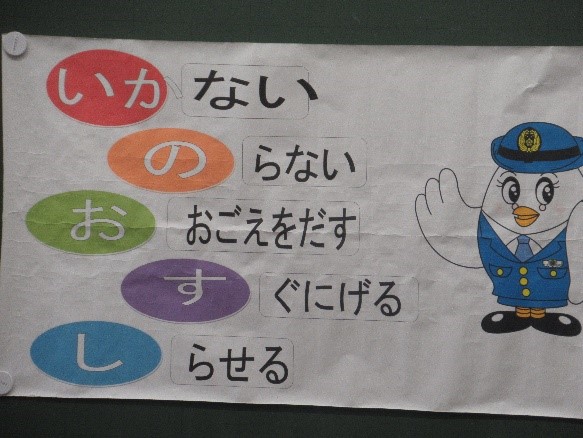 いかない
のらない
おおごえをだす
すぐにげる
しらせる